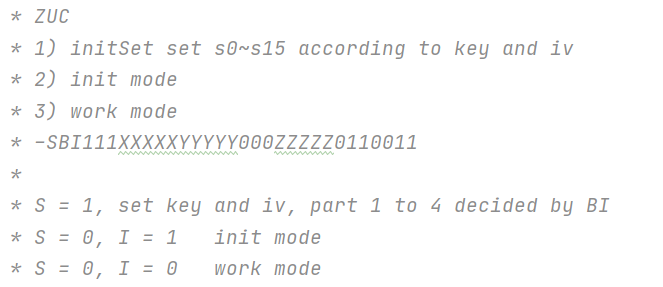 * ZUC
* 1) initSet set s0~s15 according to key and iv
* 2) init mode
* 3) work mode
* -SBI111XXXXXYYYYY000ZZZZZ0110011
*
* S = 1, set key and iv, part 1 to 4 decided by BI
* S = 0, I = 1   init mode
* S = 0, I = 0   work mode